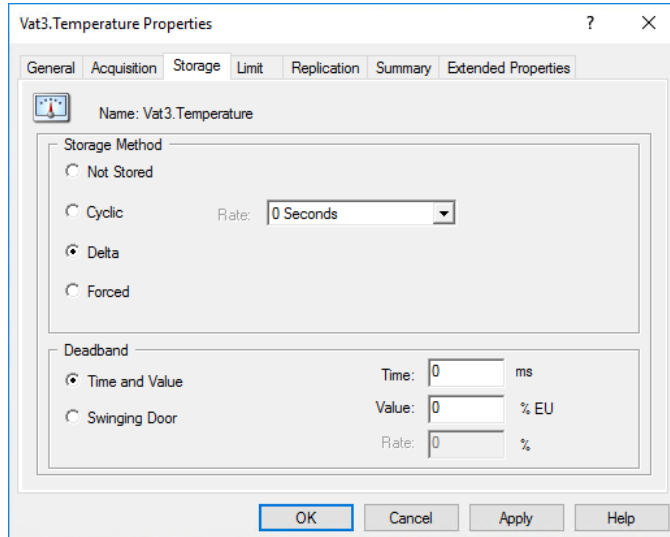 Vat3.Temperature Properties ?
General Acquisition Storage Limit Replication Summary Extended Properties
Name: Vat3.Temperature
Storage Method
Not Stored
Cyclic Rate: 0 Seconds
Delta
Forced
Deadband
Time and Value Time: 0 ms
Swinging Door Value: 0 % EU
Rate: 0 %
OK Cancel Apply Help